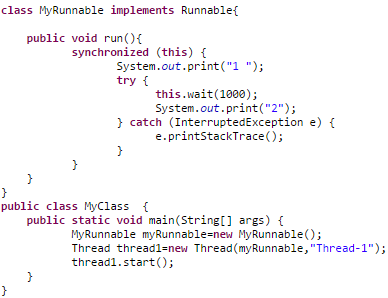 class MyRunnable implements Runnable{
public void run(){
synchronized (this) {
System.out.print("1 ");
try {
this.wait(1000);
System.out.print("2");
} catch (InterruptedException e) {
e.printStackTrace();
}
}
}
}
public class MyClass  {
public static void main(String[] args) {
MyRunnable myRunnable=new MyRunnable();
Thread thread1=new Thread(myRunnable,"Thread-1");
thread1.start();
}
}